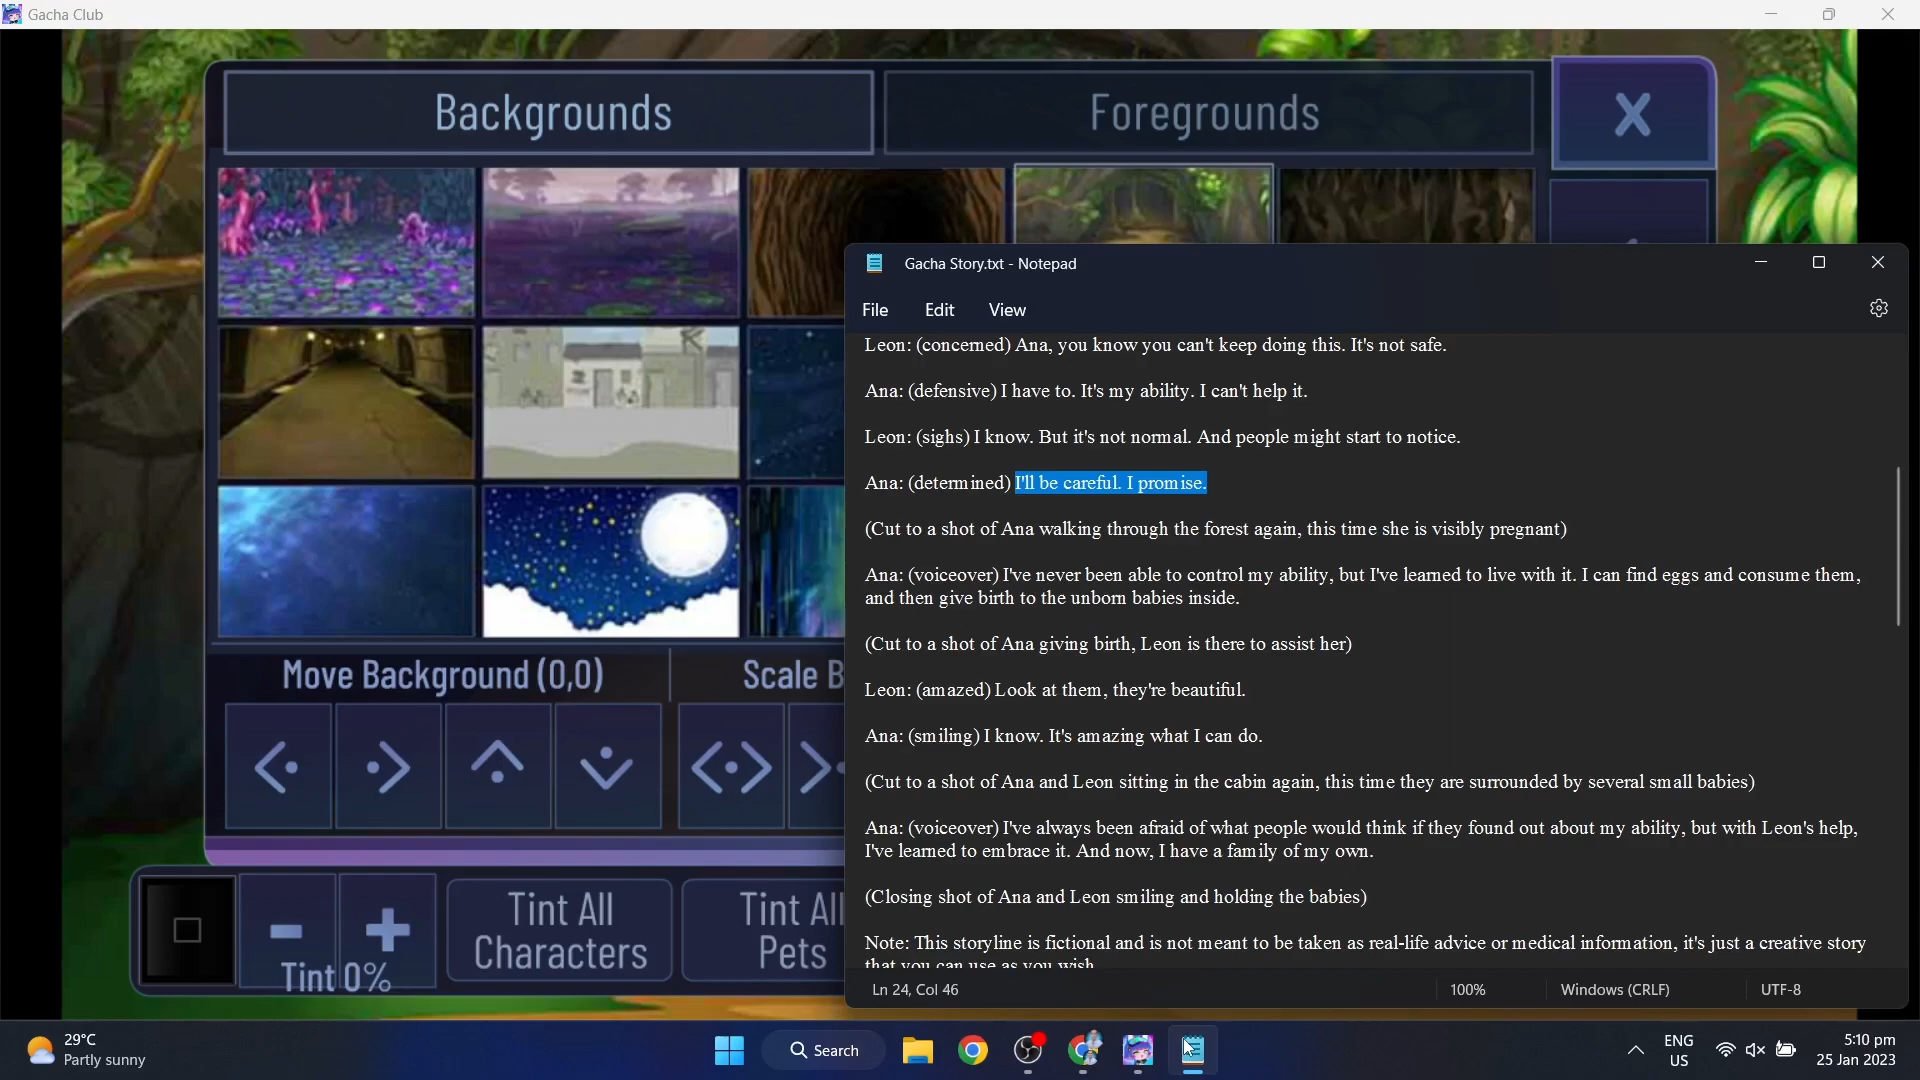 Gacha Club
Backgrounds
Foregrounds
X
Gacha Story.txt - Notepad
File Edit View
Leon: (concerned) Ana, you know you can't keep doing this. It's not safe.
Ana: (defensive) I have to. It's my ability. I can't help it.
Leon: (sighs) I know. But it's not normal. And people might start to notice.
Ana: (determined) I'll be careful. I promise.
(Cut to a shot of Ana walking through the forest again, this time she is visibly pregnant)
Ana: (voiceover) I've never been able to control my ability, but I've learned to live with it. I can find eggs and consume them,
and then give birth to the unborn babies inside.
(Cut to a shot of Ana giving birth, Leon is there to assist her)
Leon: (amazed) Look at them, they're beautiful.
Ana: (smiling) I know. It's amazing what I can do.
(Cut to a shot of Ana and Leon sitting in the cabin again, this time they are surrounded by several small babies)
Ana: (voiceover) I've always been afraid of what people would think if they found out about my ability, but with Leon's help,
I've learned to embrace it. And now, I have a family of my own.
(Closing shot of Ana and Leon smiling and holding the babies)
Note: This storyline is fictional and is not meant to be taken as real-life advice or medical information, it's just a creative story
that you can use as you wish
Ln 24, Col 46
100%
Windows (CRLF)
UTF-8
Move Background (0,0)
Scale B
Tint 0%
Tint All
Characters
Tint All
Pets
29°C
Partly sunny
Search
ENG
US
5:10 pm
25 Jan 2023